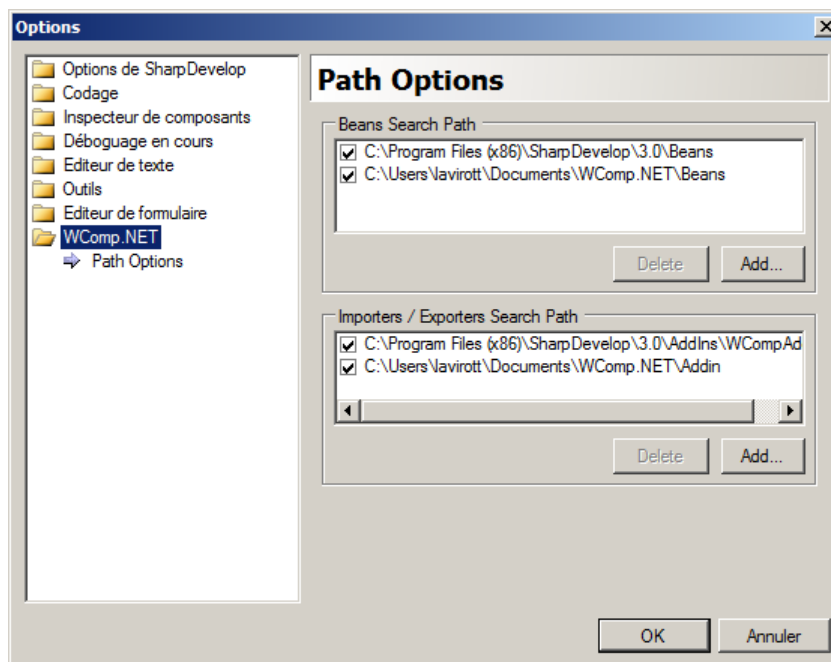 Options
Options de SharpDevelop
Codage
Inspecteur de composants
Déboguage en cours
Editeur de texte
Outils
Editeur de formulaire
WComp.NET
Path Options
Path Options
Beans Search Path
C:\Program Files (x86)\SharpDevelop\3.0\Beans
C:\Users\lavirott\Documents\WComp.NET\Beans
Delete
Add...
Importers / Exporters Search Path
C:\Program Files (x86)\SharpDevelop\3.0\AddIns\WCompAd
C:\Users\lavirott\Documents\WComp.NET\Addin
Delete
Add...
OK
Annuler